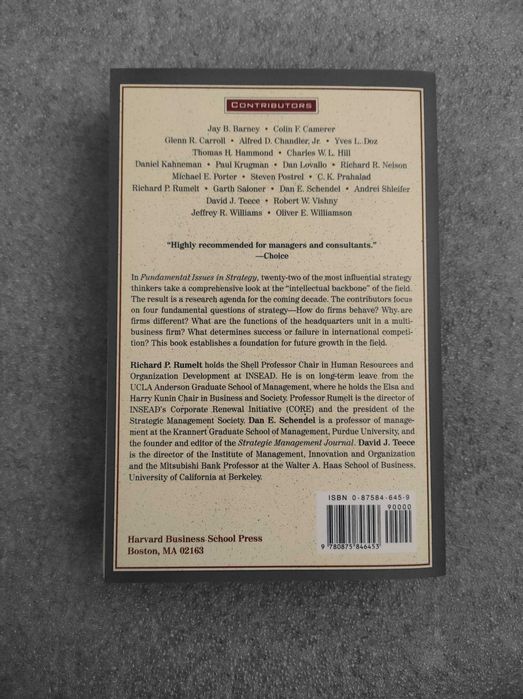 CONTRIBUTORS
Jay B. Barney • Colin F. Camerer
Glenn R. Carroll • Alfred D. Chandler, Jr. • Yves L. Doz
Thomas H. Hammond • Charles W. L. Hill
Daniel Kahneman • Paul Krugman • Dan Lovallo • Richard R. Nelson
Michael E. Porter • Steven Postrel • C. K. Prahalad
Richard P. Rumelt • Garth Saloner • Dan E. Schendel • Andrei Shleifer
David J. Teece • Robert W. Vishny
Jeffrey R. Williams • Oliver E. Williamson
"Highly recommended for managers and consultants."
—Choice
In Fundamental Issues in Strategy, twenty-two of the most influential strategy
thinkers take a comprehensive look at the "intellectual backbone" of the field.
The result is a research agenda for the coming decade. The contributors focus
on four fundamental questions of strategy—How do firms behave? Why are
firms different? What are the functions of the headquarters unit in a multi-
business firm? What determines success or failure in international competi-
tion? This book establishes a foundation for future growth in the field.
Richard P. Rumelt holds the Shell Professor Chair in Human Resources and
Organization Development at INSEAD. He is on long-term leave from the
UCLA Anderson Graduate School of Management, where he holds the Elsa and
Harry Kunin Chair in Business and Society. Professor Rumelt is the director of
INSEAD's Corporate Renewal Initiative (CORE) and the president of the
Strategic Management Society. Dan E. Schendel is a professor of manage-
ment at the Krannert Graduate School of Management, Purdue University, and
the founder and editor of the Strategic Management Journal. David J. Teece
is the director of the Institute of Management, Innovation and Organization
and the Mitsubishi Bank Professor at the Walter A. Haas School of Business,
University of California at Berkeley.
ISBN 0-87584-645-9
90000
9 780875 846453
Harvard Business School Press
Boston, MA 02163